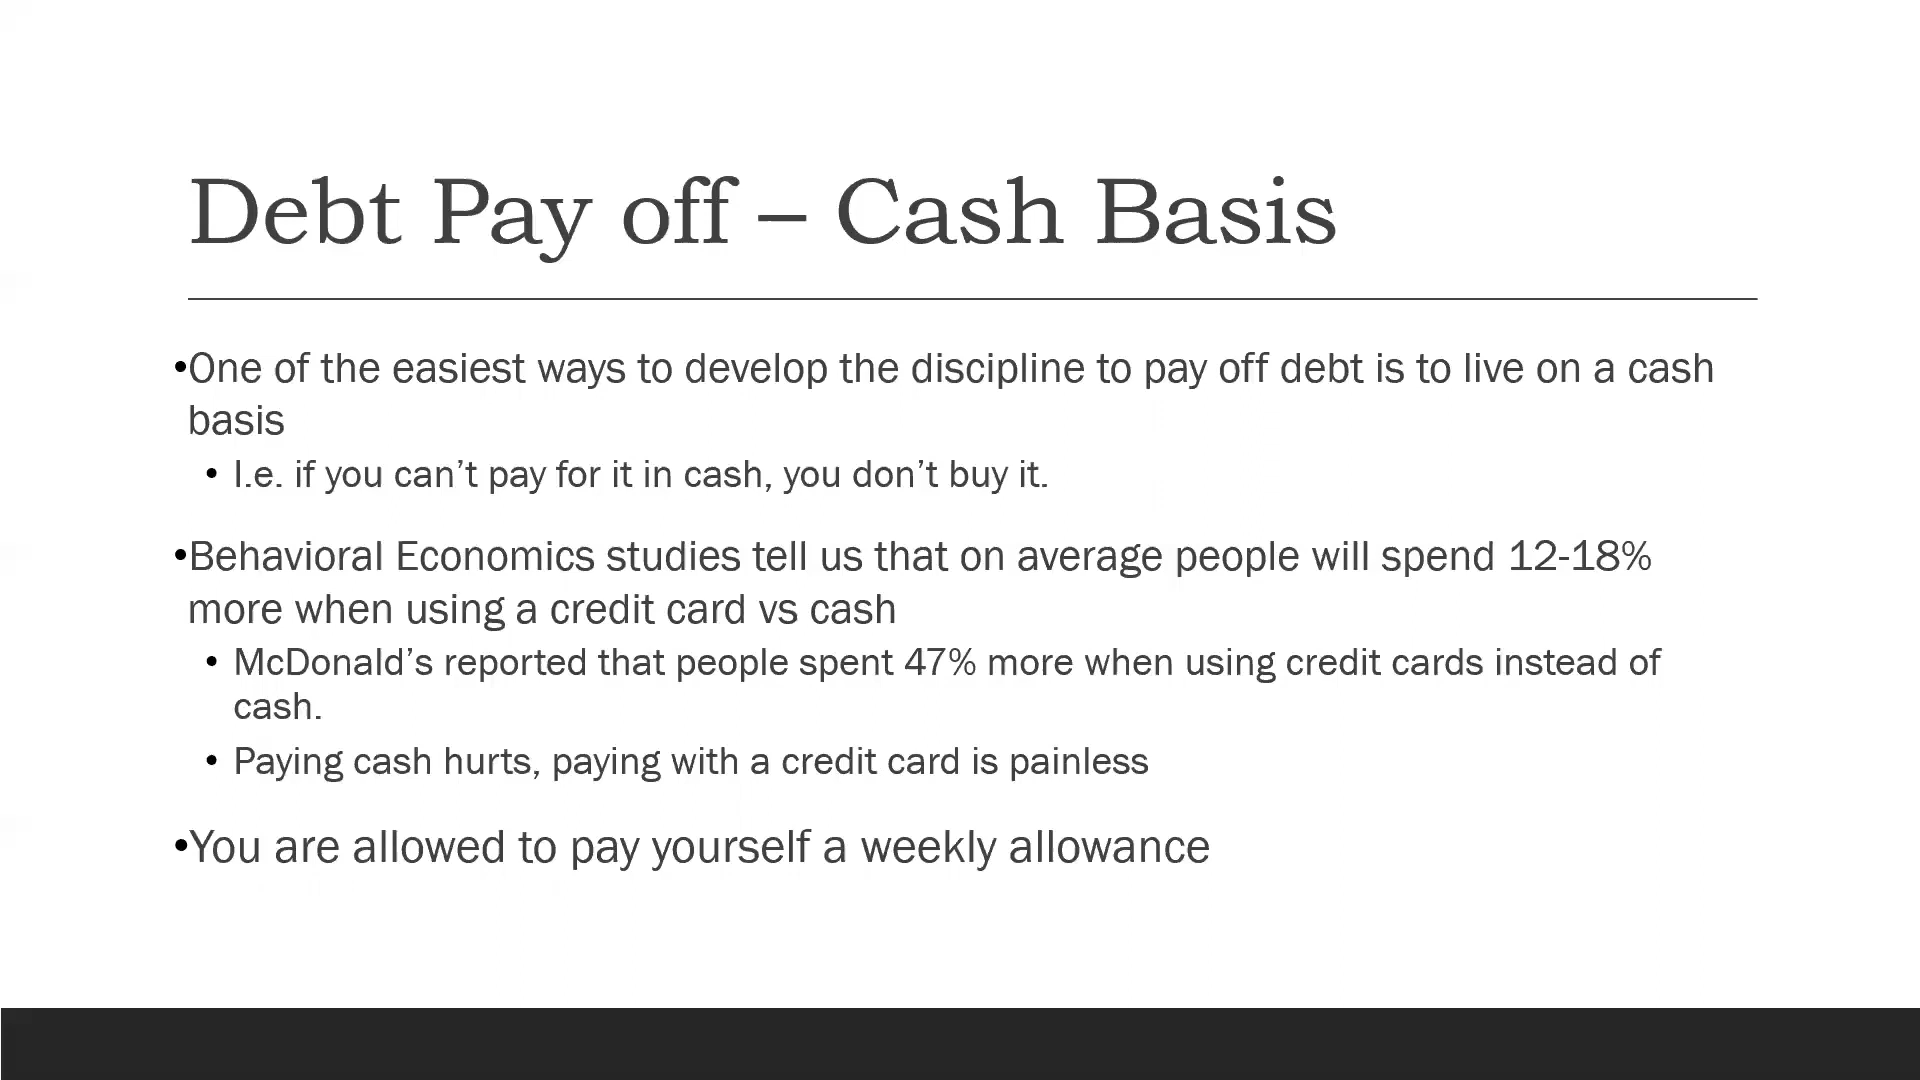 Debt Pay off – Cash Basis
•One of the easiest ways to develop the discipline to pay off debt is to live on a cash
basis
• I.e. if you can’t pay for it in cash, you don’t buy it.
•Behavioral Economics studies tell us that on average people will spend 12-18%
more when using a credit card vs cash
• McDonald’s reported that people spent 47% more when using credit cards instead of
cash.
• Paying cash hurts, paying with a credit card is painless
•You are allowed to pay yourself a weekly allowance